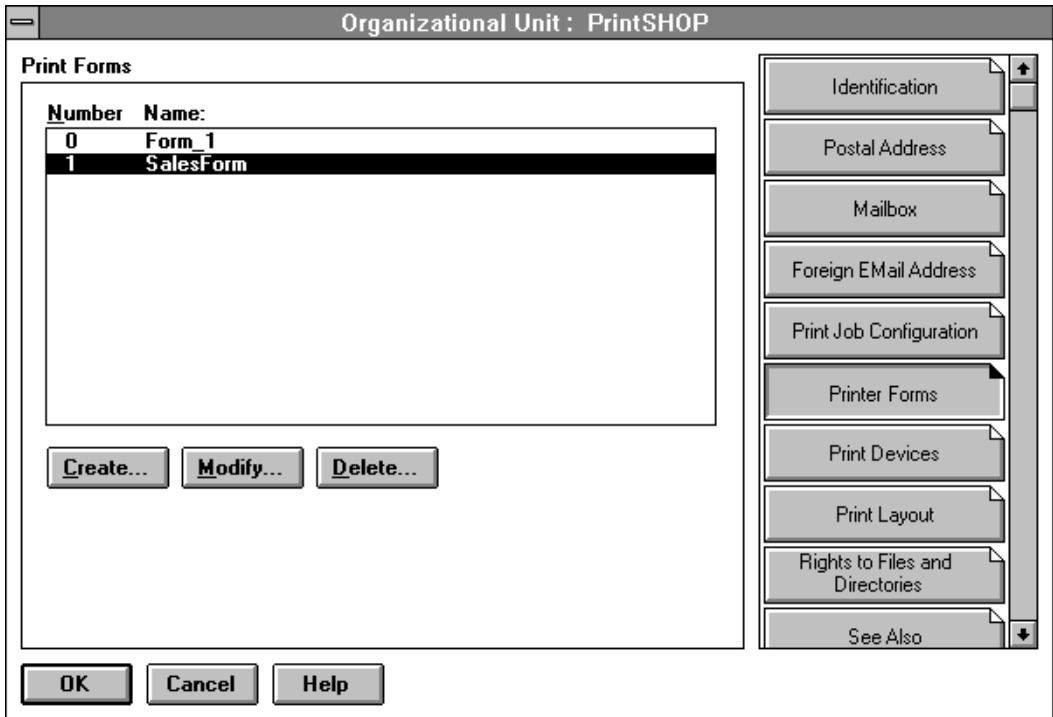 Organizational Unit : PrintSHOP
Print Forms
Number Name:
0 Form_1
1 SalesForm
Create... Modify... Delete...
OK Cancel Help
Identification
Postal Address
Mailbox
Foreign EMail Address
Print Job Configuration
Printer Forms
Print Devices
Print Layout
Rights to Files and
Directories
See Also